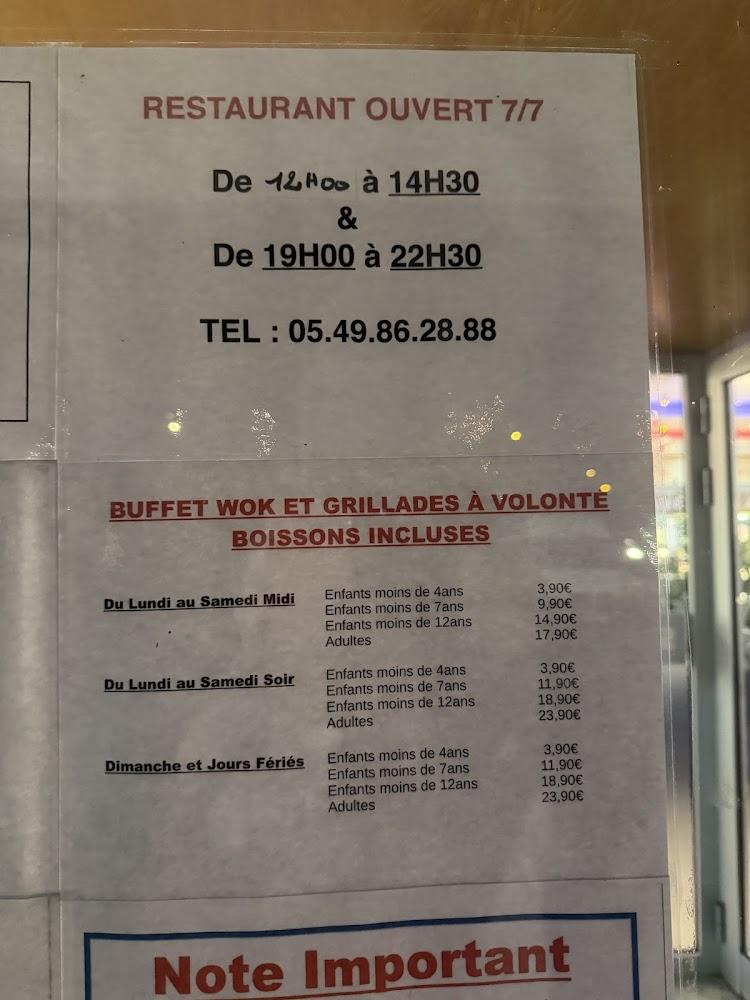 RESTAURANT OUVERT 7/7
De 12H00 à 14H30
&
De 19H00 à 22H30
TEL : 05.49.86.28.88
BUFFET WOK ET GRILLADES À VOLONTÉ
BOISSONS INCLUSES
Du Lundi au Samedi Midi
Enfants moins de 4ans 3,90€
Enfants moins de 7ans 9,90€
Enfants moins de 12ans 14,90€
Adultes 17,90€
Du Lundi au Samedi Soir
Enfants moins de 4ans 3,90€
Enfants moins de 7ans 11,90€
Enfants moins de 12ans 18,90€
Adultes 23,90€
Dimanche et Jours Fériés
Enfants moins de 4ans 3,90€
Enfants moins de 7ans 11,90€
Enfants moins de 12ans 18,90€
Adultes 23,90€
Note Important